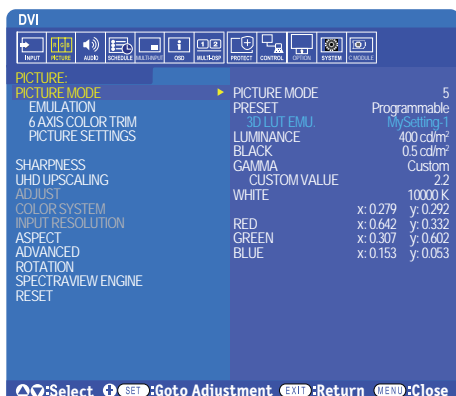 DVI
INPUT PICTURE AUDIO SCHEDULE MULTI-INPUT OSD MULTI-DSP PROTECT CONTROL OPTION SYSTEM C MODULE
PICTURE:
PICTURE MODE PICTURE MODE 5
EMULATION PRESET Programmable
6 AXIS COLOR TRIM 3D LUT EMU. MySetting-1
PICTURE SETTINGS LUMINANCE 400 cd/m²
BLACK 0.5 cd/m²
SHARPNESS GAMMA Custom
UHD UPSCALING CUSTOM VALUE 2.2
ADJUST WHITE 10000 K
COLOR SYSTEM x: 0.279 y: 0.292
INPUT RESOLUTION RED x: 0.642 y: 0.332
ASPECT GREEN x: 0.307 y: 0.602
ADVANCED BLUE x: 0.153 y: 0.053
ROTATION
SPECTRAVIEW ENGINE
RESET
:Select SET :Goto Adjustment EXIT :Return MENU :Close